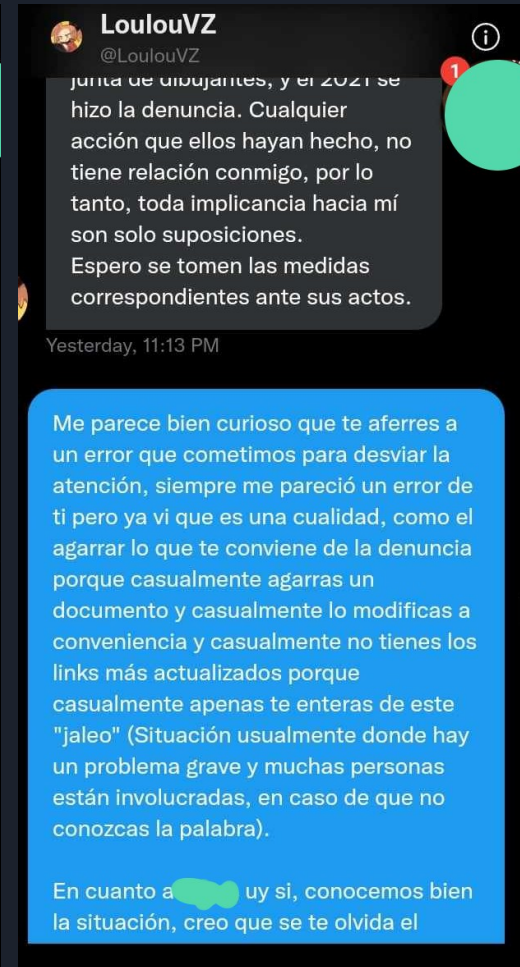 LoulouVZ
@LoulouVZ
1
junta de dibujantes, y el 2021 se
hizo la denuncia. Cualquier
acción que ellos hayan hecho, no
tiene relación conmigo, por lo
tanto, toda implicancia hacia mí
son solo suposiciones.
Espero se tomen las medidas
correspondientes ante sus actos.
Yesterday, 11:13 PM
Me parece bien curioso que te aferres a
un error que cometimos para desviar la
atención, siempre me pareció un error de
ti pero ya vi que es una cualidad, como el
agarrar lo que te conviene de la denuncia
porque casualmente agarras un
documento y casualmente lo modificas a
conveniencia y casualmente no tienes los
links más actualizados porque
casualmente apenas te enteras de este
"jaleo" (Situación usualmente donde hay
un problema grave y muchas personas
están involucradas, en caso de que no
conozcas la palabra).
En cuanto a uy si, conocemos bien
la situación, creo que se te olvida el